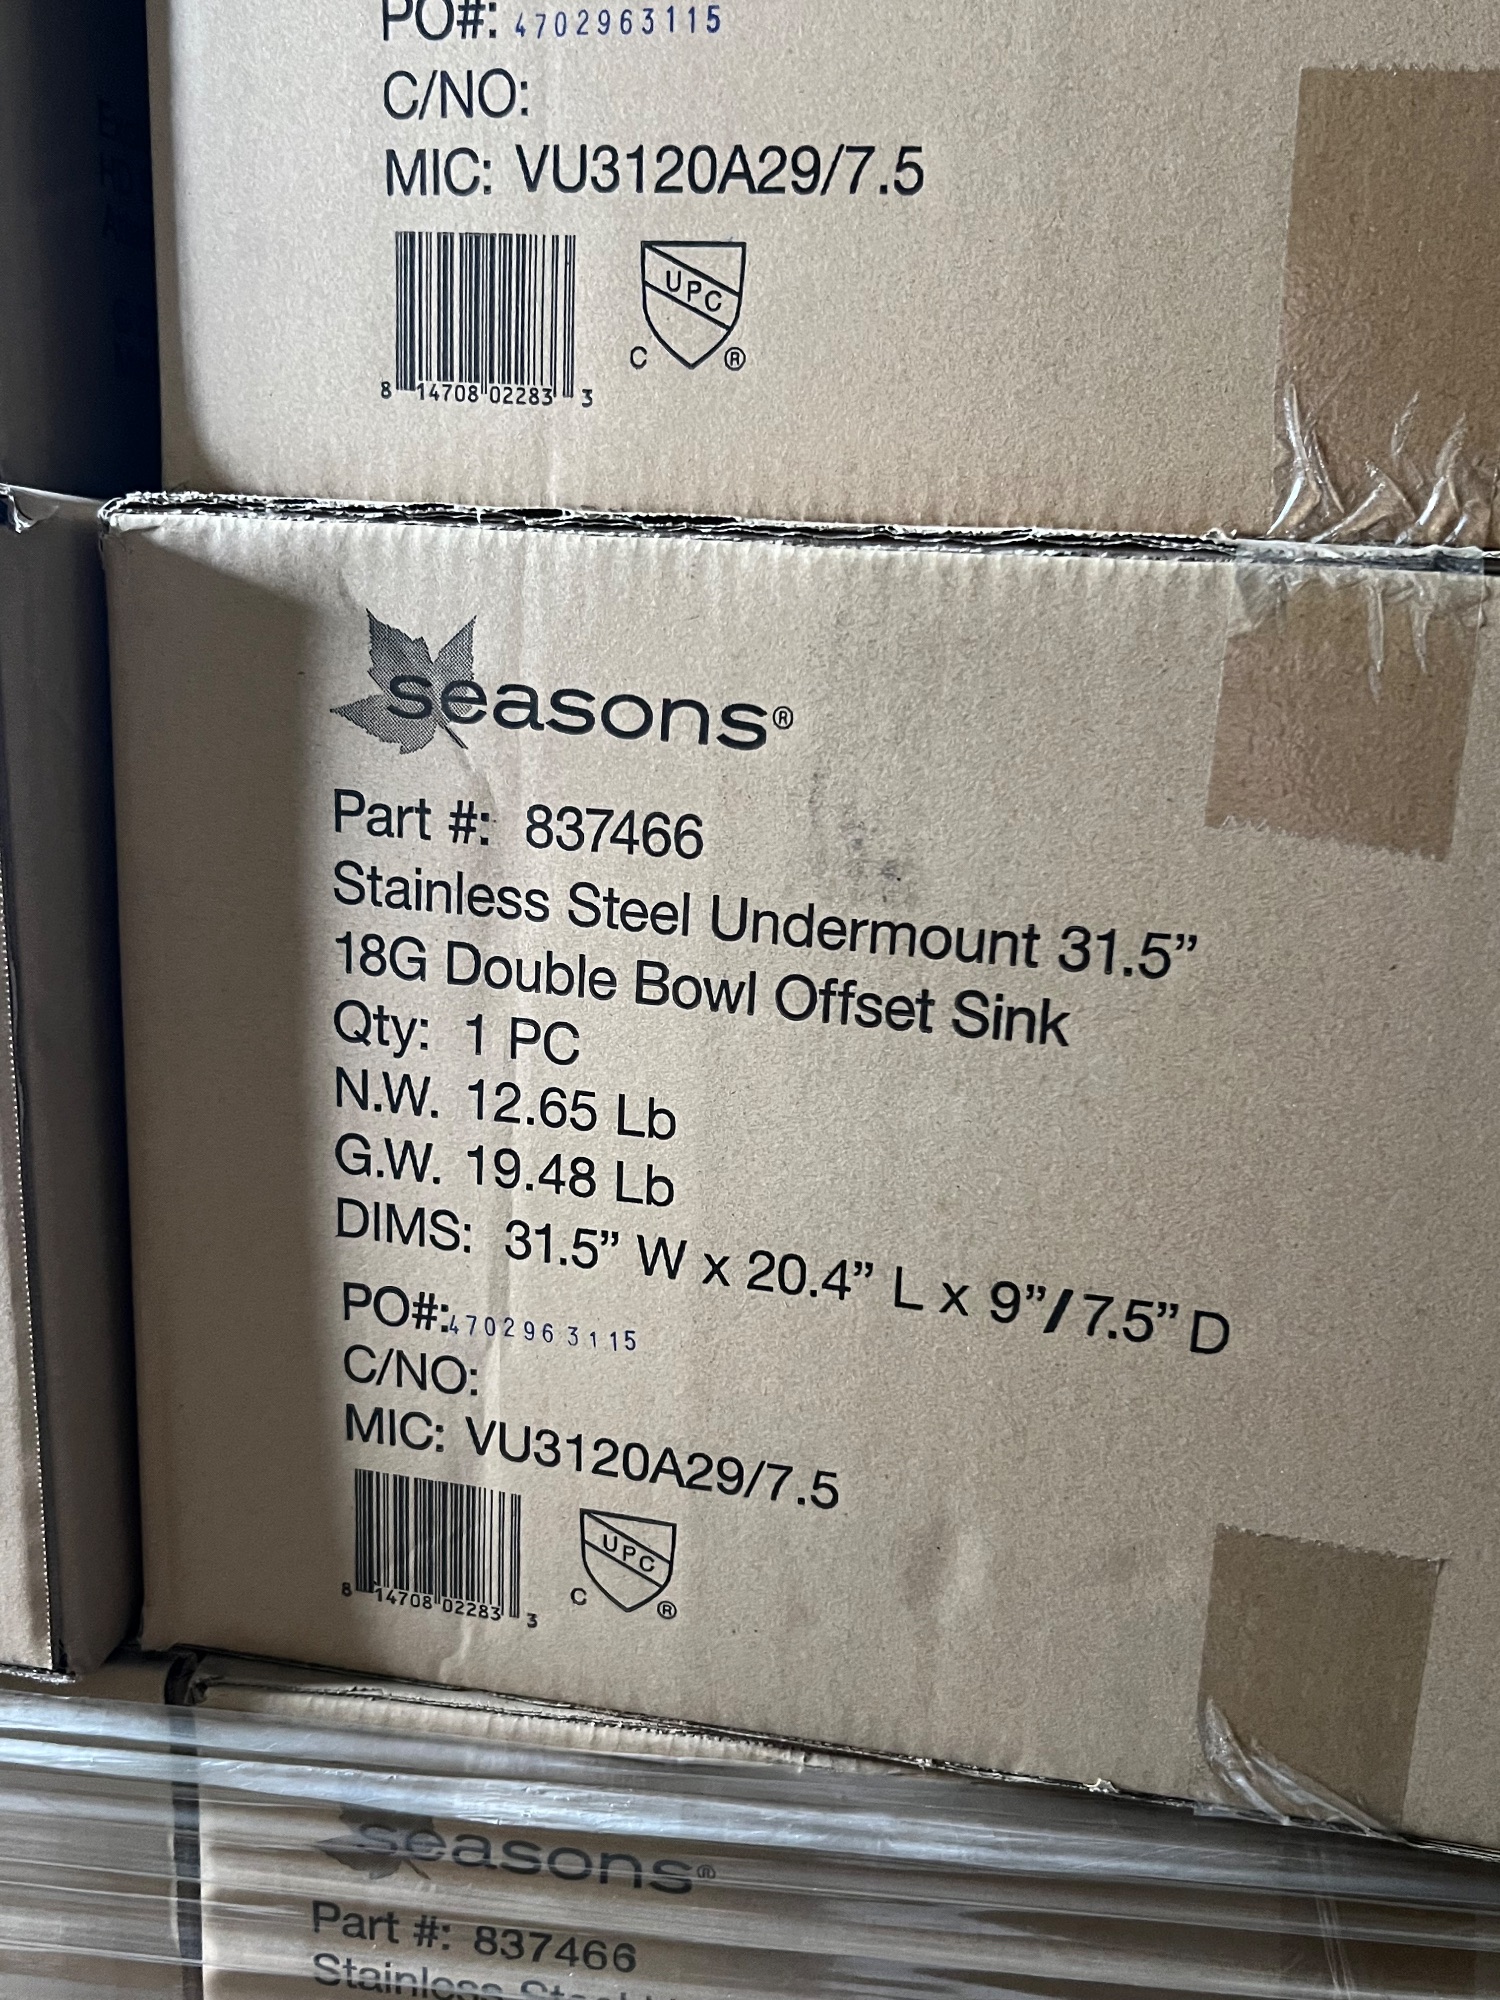 PO#: 4702963115
C/NO:
MIC: VU3120A29/7.5
UPC
C ®
8 14708 02283 3
seasons®
Part #: 837466
Stainless Steel Undermount 31.5”
18G Double Bowl Offset Sink
Qty: 1 PC
N.W. 12.65 Lb
G.W. 19.48 Lb
DIMS: 31.5” W x 20.4” L x 9”/7.5” D
PO#: 4702963115
C/NO:
MIC: VU3120A29/7.5
UPC
C ®
8 14708 02283 3
seasons®
Part #: 837466
Stainless Steel